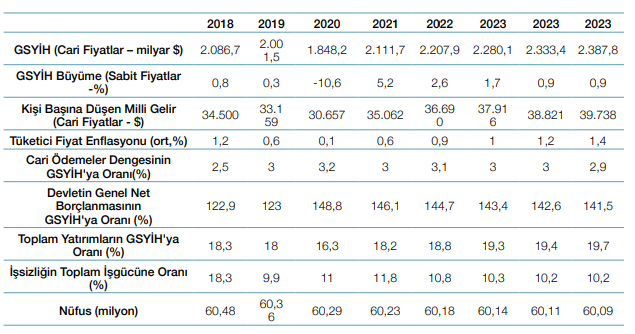 2018 2019 2020 2021 2022 2023 2023 2023
GSYİH (Cari Fiyatlar – milyar $) 2.086,7 2.00 1.848,2 2.111,7 2.207,9 2.280,1 2.333,4 2.387,8
1,5
GSYİH Büyüme (Sabit Fiyatlar
-%) 0,8 0,3 -10,6 5,2 2,6 1,7 0,9 0,9
Kişi Başına Düşen Milli Gelir
(Cari Fiyatlar - $) 34.500 33.1 30.657 35.062 36.69 37.91 38.821 39.738
59 0 6
Tüketici Fiyat Enflasyonu (ort,%) 1,2 0,6 0,1 0,6 0,9 1 1,2 1,4
Cari Ödemeler Dengesinin
GSYİH'ya Oranı(%) 2,5 3 3,2 3 3,1 3 3 2,9
Devletin Genel Net
Borçlanmasının
GSYİH'ya Oranı (%) 122,9 123 148,8 146,1 144,7 143,4 142,6 141,5
Toplam Yatırımların GSYİH'ya
Oranı (%) 18,3 18 16,3 18,2 18,8 19,3 19,4 19,7
İşsizliğin Toplam İşgücüne Oranı
(%) 18,3 9,9 11 11,8 10,8 10,3 10,2 10,2
Nüfus (milyon) 60,48 60,3 60,29 60,23 60,18 60,14 60,11 60,09
6